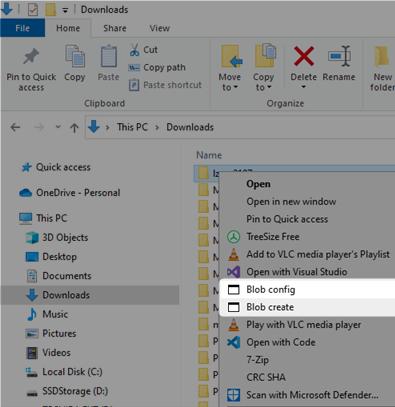 Downloads
File
Home
Share
View
Pin to Quick access
Copy
Paste
Cut
Copy path
Paste shortcut
Clipboard
Move to
Copy to
Delete
Rename
Organize
New folder
This PC
Downloads
Name
Quick access
OneDrive - Personal
This PC
3D Objects
Desktop
Documents
Downloads
Music
Pictures
Videos
Local Disk (C:)
SSDStorage (D:)
Open
Open in new window
Pin to Quick access
TreeSize Free
Add to VLC media player's Playlist
Open with Visual Studio
Blob config
Blob create
Play with VLC media player
Open with Code
7-Zip
CRC SHA
Scan with Microsoft Defender...